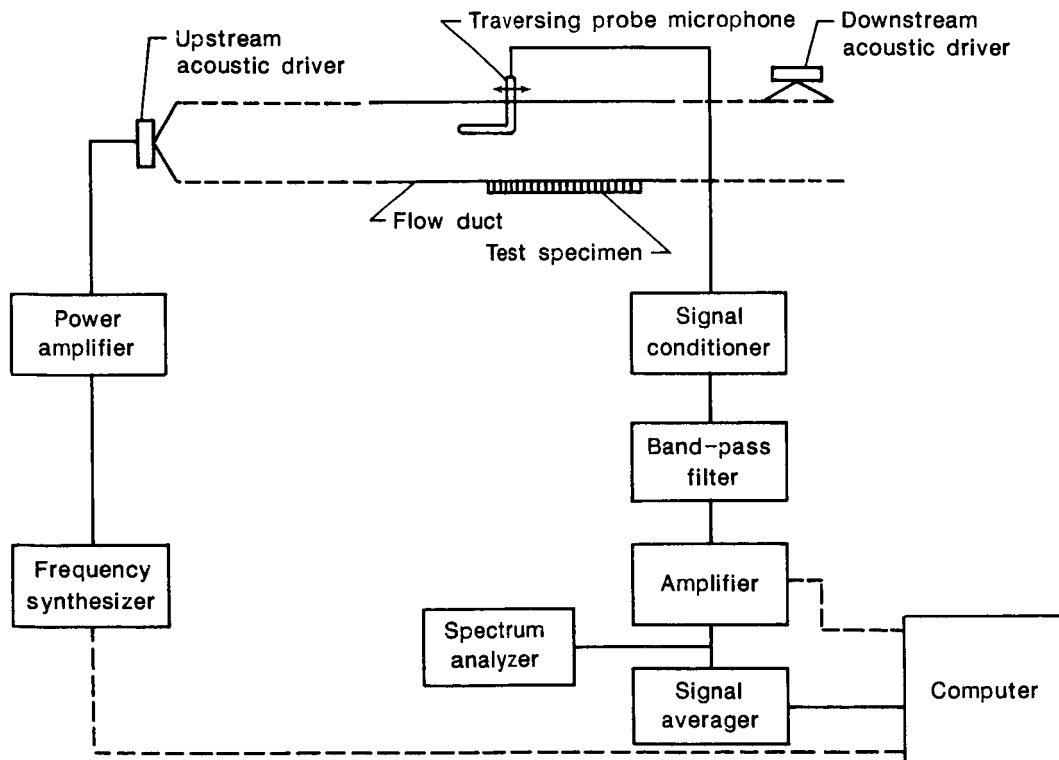 Traversing probe microphone
Downstream
acoustic driver
Upstream
acoustic driver
Flow duct
Test specimen
Power
amplifier
Signal
conditioner
Band-pass
filter
Frequency
synthesizer
Amplifier
Spectrum
analyzer
Signal
averager
Computer